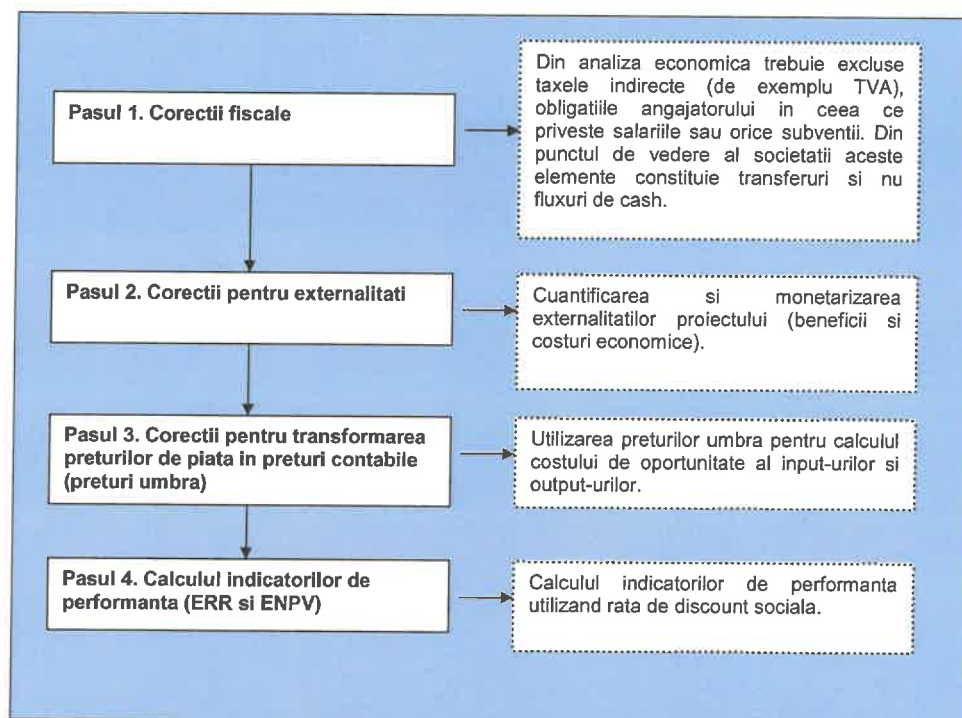 Pasul 1. Corectii fiscale
Din analiza economica trebuie excluse
taxele indirecte (de exemplu TVA),
obligatiile angajatorului in ceea ce
priveste salariile sau orice subventii. Din
punctul de vedere al societatii aceste
elemente constituie transferuri si nu
fluxuri de cash.
Pasul 2. Corectii pentru externalitati
Cuantificarea si monetarizarea
externalitatilor proiectului (beneficii si
costuri economice).
Pasul 3. Corectii pentru transformarea
preturilor de piata in preturi contabile
(preturi umbra)
Utilizarea preturilor umbra pentru calculul
costului de oportunitate al input-urilor si
output-urilor.
Pasul 4. Calculul indicatorilor de
performanta (ERR si ENPV)
Calculul indicatorilor de performanta
utilizand rata de discount sociala.